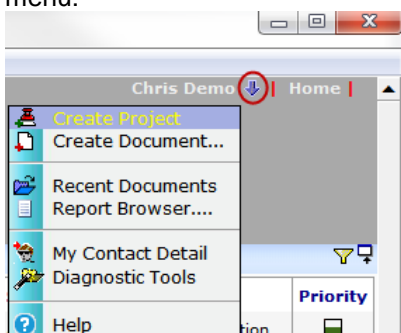 menu.
Chris Demo | Home |
Create Project
Create Document...
Recent Documents
Report Browser....
My Contact Detail
Diagnostic Tools
Priority
Help
tion